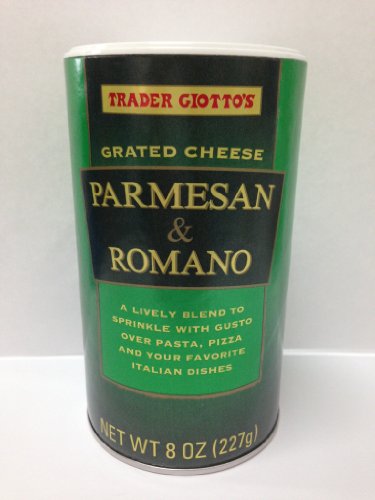 TRADER GIOTTO'S
GRATED CHEESE
PARMESAN
&
ROMANO
A LIVELY BLEND TO
SPRINKLE WITH GUSTO
OVER PASTA, PIZZA
AND YOUR FAVORITE
ITALIAN DISHES
NET WT 8 OZ (227g)